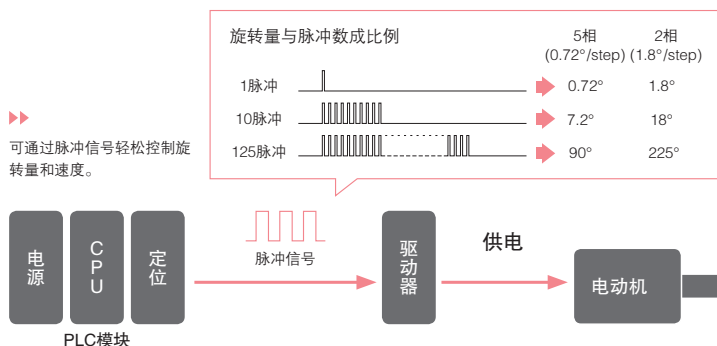 旋转量与脉冲数成比例
5相 2相
(0.72°/step) (1.8°/step)
1脉冲 0.72° 1.8°
10脉冲 7.2° 18°
125脉冲 90° 225°
可通过脉冲信号轻松控制旋
转量和速度。
电源
CPU
定位
PLC模块
脉冲信号
驱动器
供电
电动机